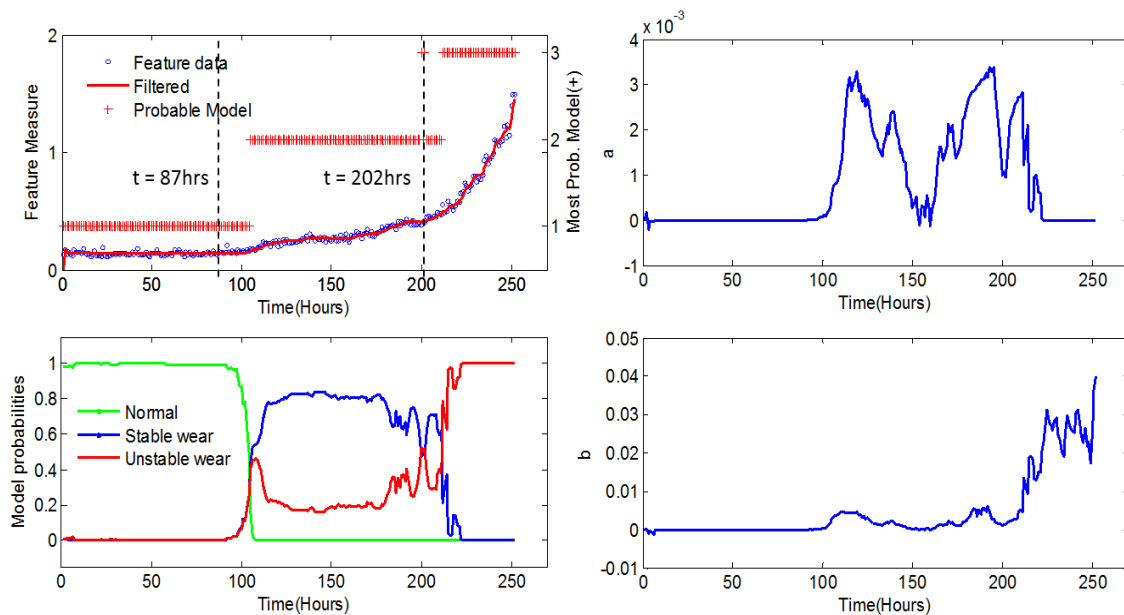 2
1
0
Feature Measure
Feature data
Filtered
Probable Model
t = 87hrs
t = 202hrs
3
2
1
Most Prob. Model(+)
0 50 100 150 200 250
Time(Hours)
x 10⁻³
4
3
2
1
0
-1
a
0 50 100 150 200 250
Time(Hours)
1
0.8
0.6
0.4
0.2
0
Model probabilities
Normal
Stable wear
Unstable wear
0 50 100 150 200 250
Time(Hours)
0.05
0.04
0.03
0.02
0.01
0
-0.01
b
0 50 100 150 200 250
Time(Hours)